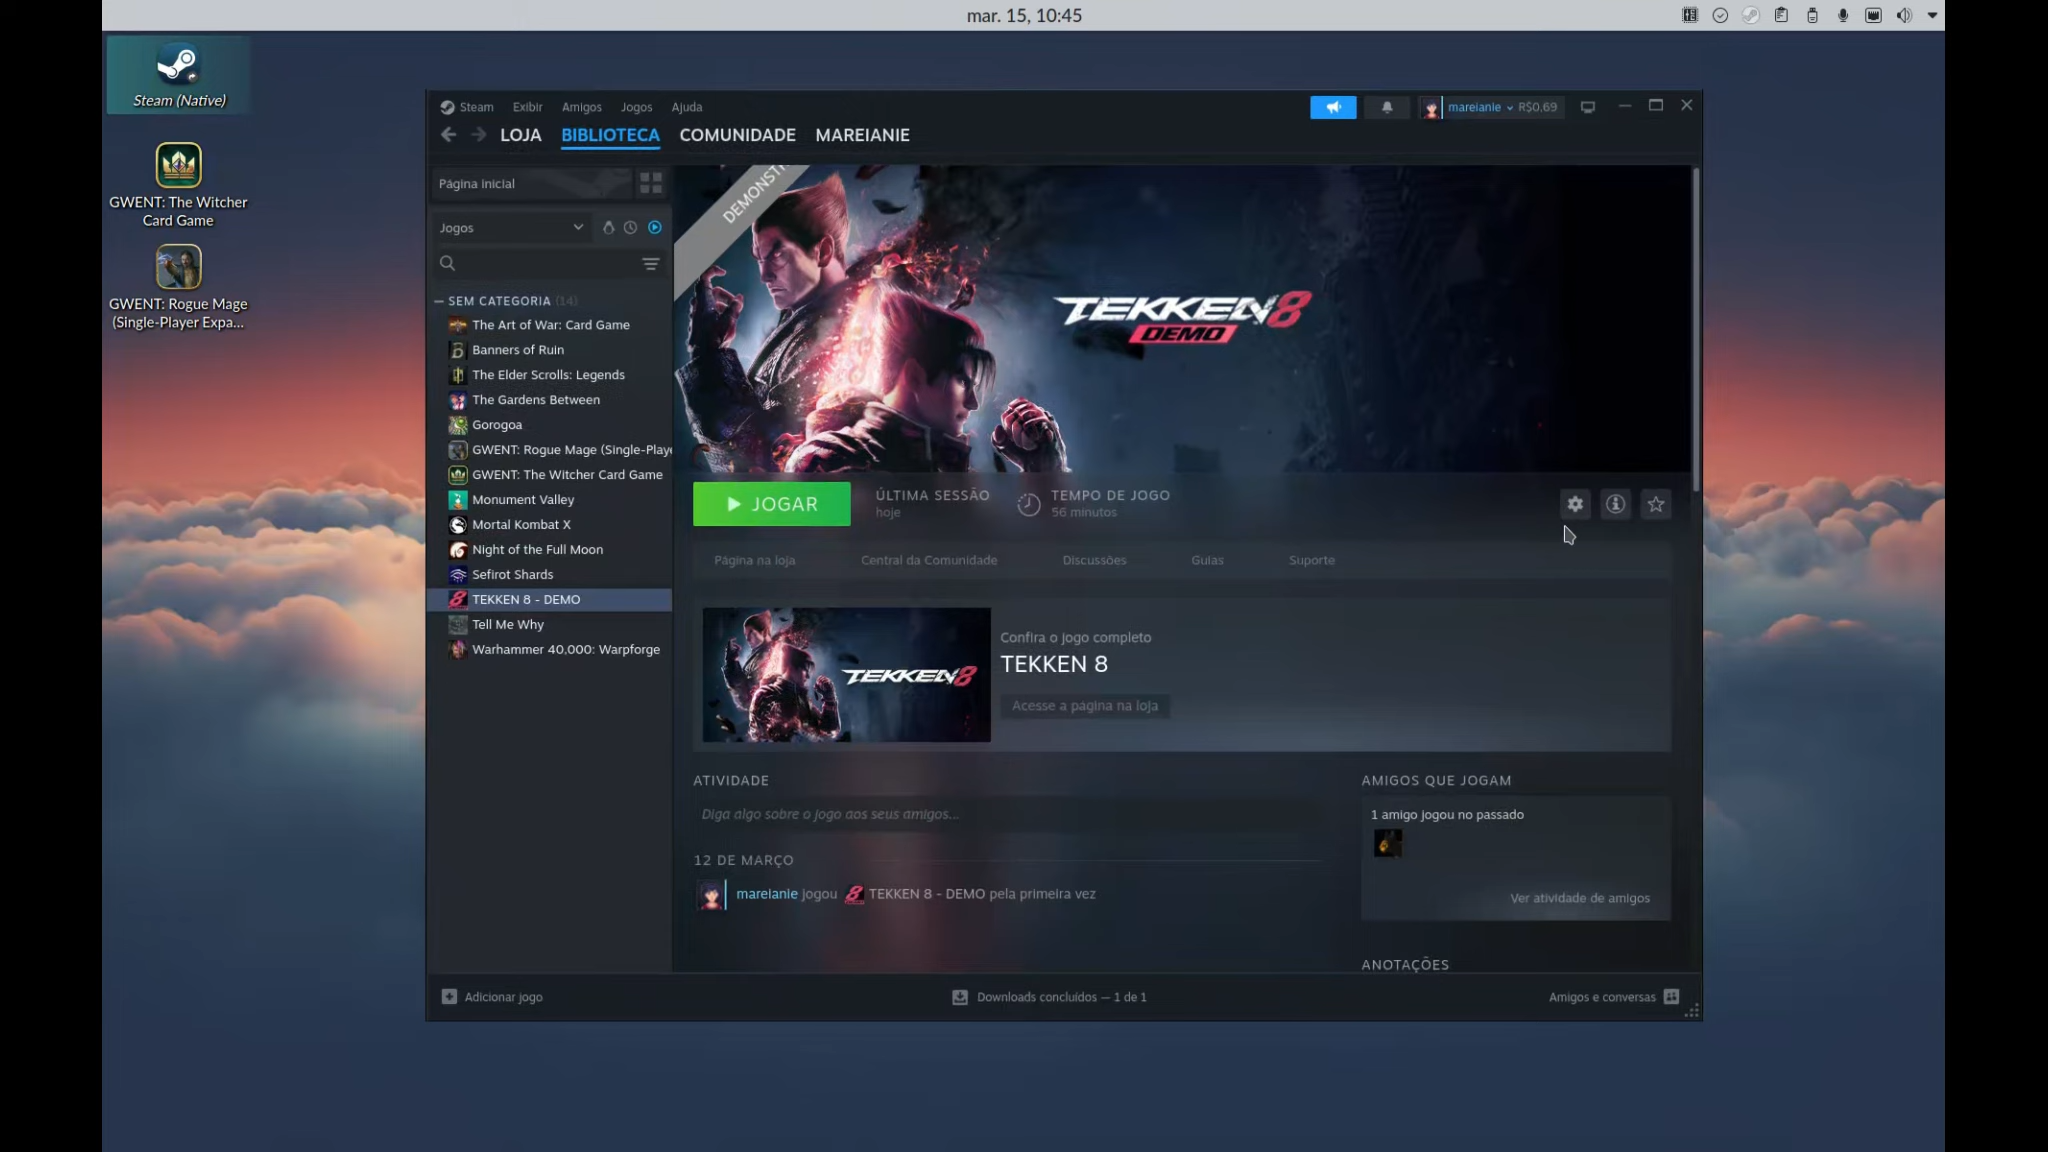 mar. 15, 10:45
Steam (Native)
GWENT: The Witcher
Card Game
GWENT: Rogue Mage
(Single-Player Expa...
Steam
Exibir
Amigos
Jogos
Ajuda
mareianie
R$0,69
LOJA
BIBLIOTECA
COMUNIDADE
MAREIANIE
Página inicial
Jogos
— SEM CATEGORIA (14)
The Art of War: Card Game
Banners of Ruin
The Elder Scrolls: Legends
The Gardens Between
Gorogoa
GWENT: Rogue Mage (Single-Playe
GWENT: The Witcher Card Game
Monument Valley
Mortal Kombat X
Night of the Full Moon
Sefirot Shards
TEKKEN 8 - DEMO
Tell Me Why
Warhammer 40,000: Warpforge
DEMONST
TEKKEN 8
DEMO
JOGAR
ÚLTIMA SESSÃO
hoje
TEMPO DE JOGO
56 minutos
Página na loja
Central da Comunidade
Discussões
Guias
Suporte
TEKKEN 8
Confira o jogo completo
TEKKEN 8
Acesse a página na loja
ATIVIDADE
Diga algo sobre o jogo aos seus amigos...
12 DE MARÇO
mareianie jogou TEKKEN 8 - DEMO pela primeira vez
AMIGOS QUE JOGAM
1 amigo jogou no passado
Ver atividade de amigos
ANOTAÇÕES
Adicionar jogo
Downloads concluídos — 1 de 1
Amigos e conversas